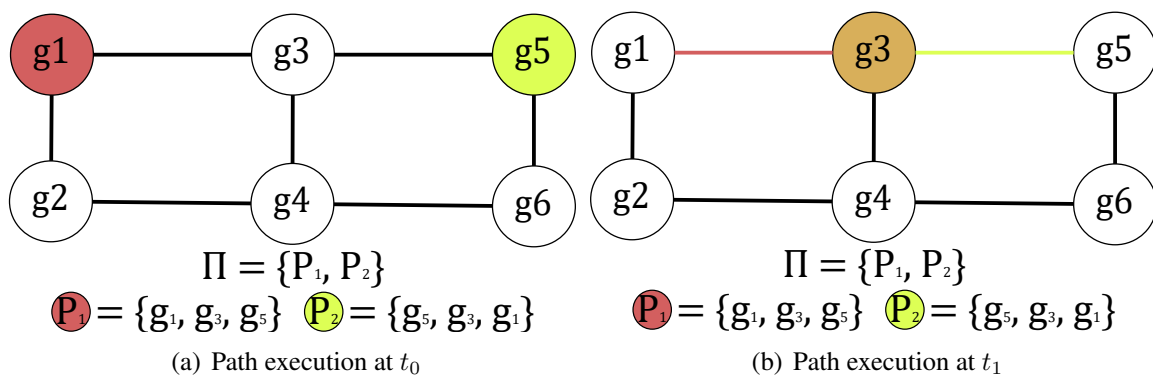 g1 g3 g5 g1 g3 g5
g2 g4 g6 g2 g4 g6
Π = {P₁, P₂} Π = {P₁, P₂}
P₁ = {g₁, g₃, g₅} P₂ = {g₅, g₃, g₁} P₁ = {g₁, g₃, g₅} P₂ = {g₅, g₃, g₁}
(a) Path execution at t₀ (b) Path execution at t₁